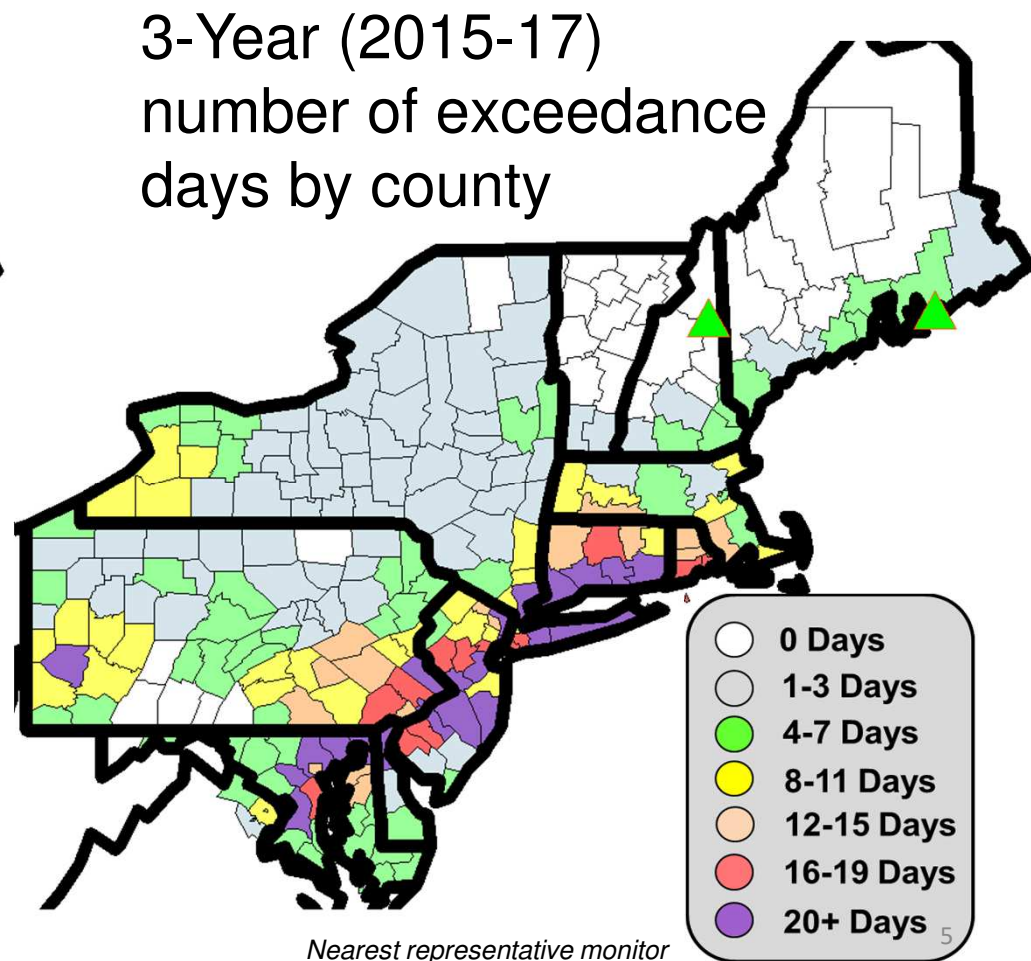 3-Year (2015-17)
number of exceedance
days by county
0 Days
1-3 Days
4-7 Days
8-11 Days
12-15 Days
16-19 Days
20+ Days
5
Nearest representative monitor